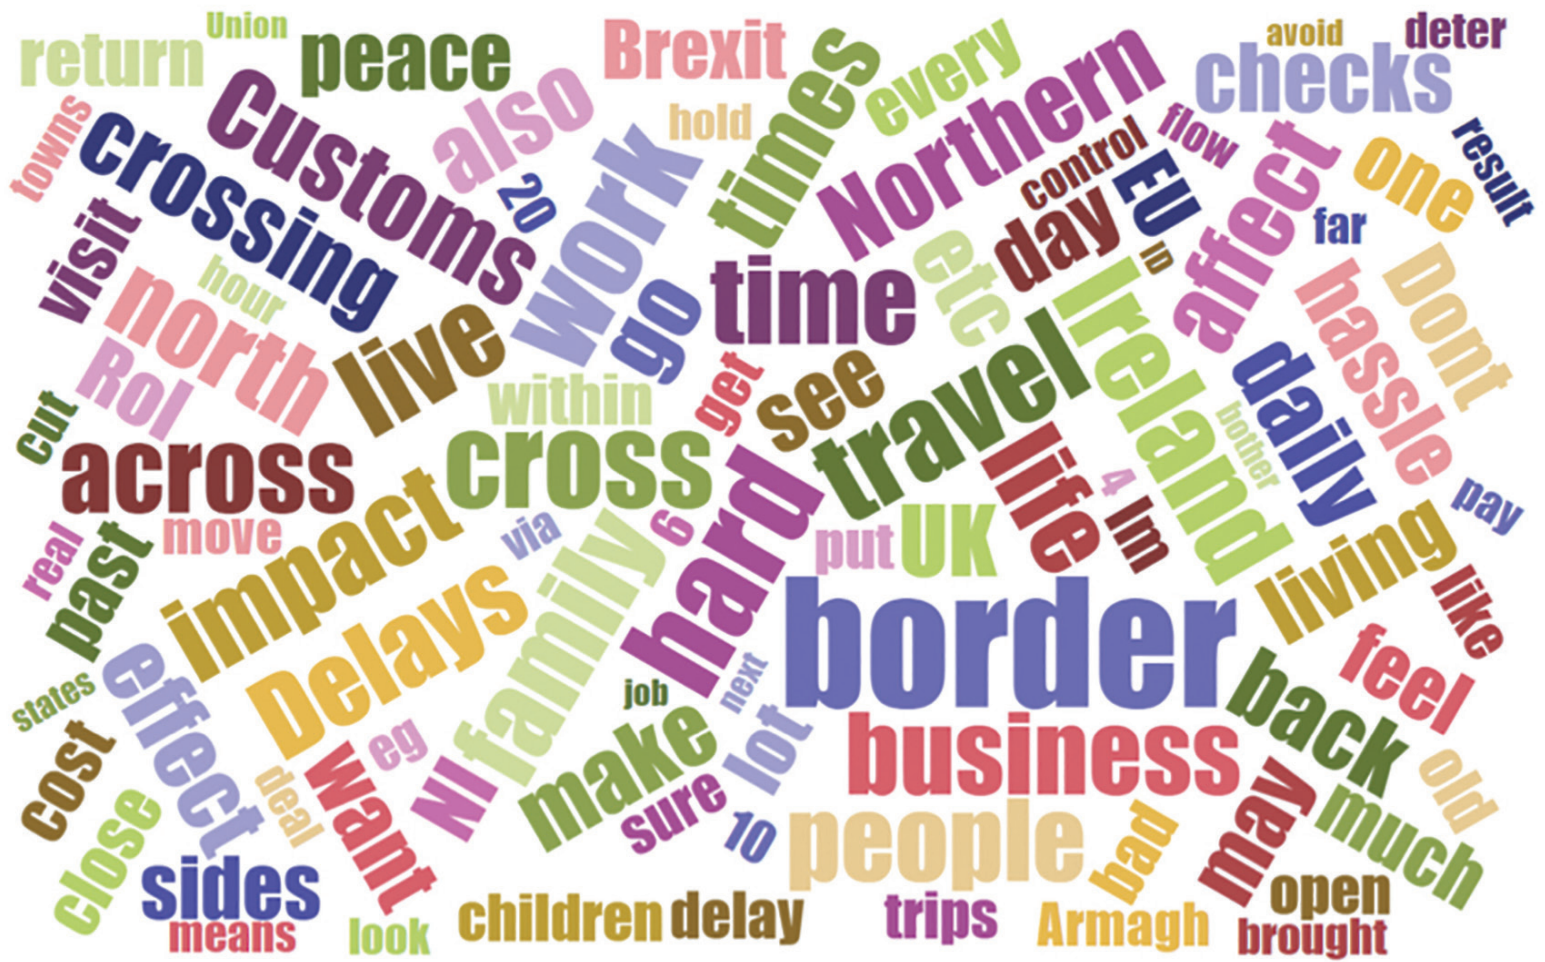 Union
return
peace
Brexit
avoid
deter
checks
every
times
Northern
also
Customs
towns
crossing
hold
flow
control
result
one
affect
EU
20
work
visit
day
far
etc
ID
hour
north
time
go
Ireland
hassle
Dont
live
RoI
within
get
see
travel
daily
bother
cut
across
cross
life
4
Im
pay
move
impact
via
6
hard
put
UK
living
real
past
Delays
family
border
like
feel
states
effect
job
next
back
cost
eg
NI
make
lot
business
old
deal
want
sure
10
people
bad
may
much
close
sides
means
look
children
delay
trips
Armagh
open
brought